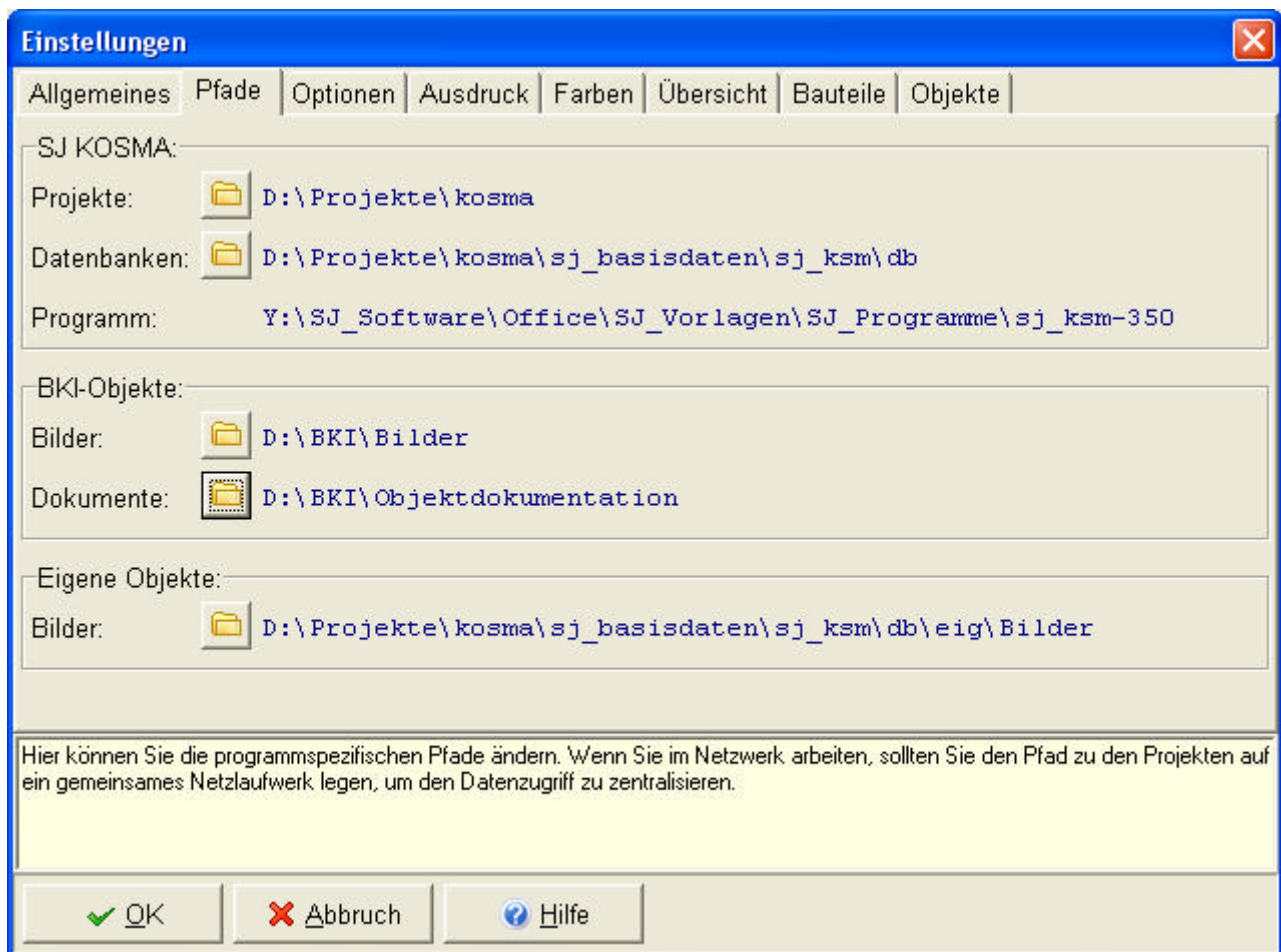 Einstellungen
Allgemeines Pfade Optionen Ausdruck Farben Übersicht Bauteile Objekte
SJ KOSMA:
Projekte: D:\Projekte\kosma
Datenbanken: D:\Projekte\kosma\sj_basisdaten\sj_ksm\db
Programm: Y:\SJ_Software\Office\SJ_Vorlagen\SJ_Programme\sj_ksm-350
BKI-Objekte:
Bilder: D:\BKI\Bilder
Dokumente: D:\BKI\Objektdokumentation
Eigene Objekte:
Bilder: D:\Projekte\kosma\sj_basisdaten\sj_ksm\db\eig\Bilder
Hier können Sie die programmspezifischen Pfade ändern. Wenn Sie im Netzwerk arbeiten, sollten Sie den Pfad zu den Projekten auf
ein gemeinsames Netzlaufwerk legen, um den Datenzugriff zu zentralisieren.
OK Abbruch Hilfe